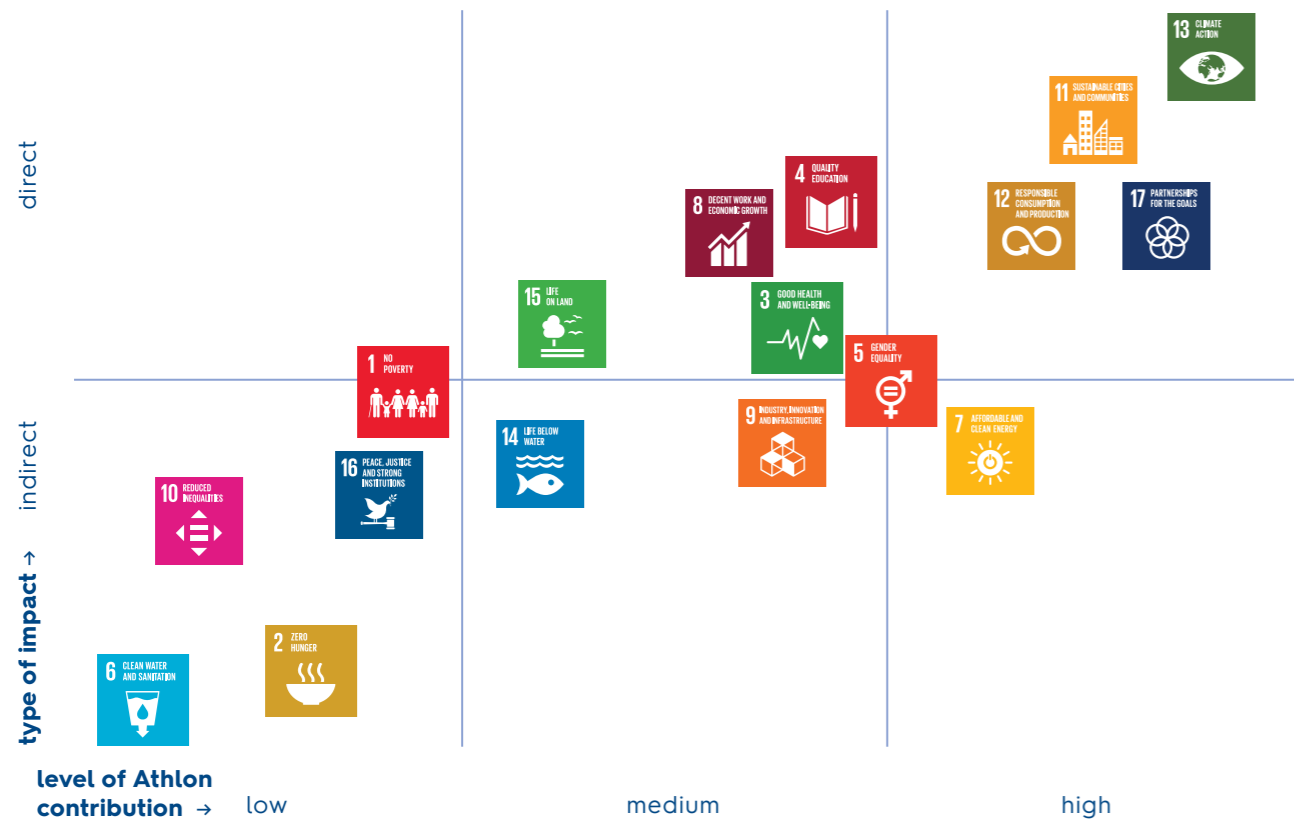 13 CLIMATE
ACTION
11 SUSTAINABLE CITIES
AND COMMUNITIES
direct
4 QUALITY
EDUCATION
8 DECENT WORK AND
ECONOMIC GROWTH
12 RESPONSIBLE
CONSUMPTION
AND PRODUCTION
17 PARTNERSHIPS
FOR THE GOALS
15 LIFE
ON LAND
3 GOOD HEALTH
AND WELL-BEING
1 NO
POVERTY
5 GENDER
EQUALITY
indirect
14 LIFE BELOW
WATER
9 INDUSTRY, INNOVATION
AND INFRASTRUCTURE
7 AFFORDABLE AND
CLEAN ENERGY
16 PEACE, JUSTICE
AND STRONG
INSTITUTIONS
10 REDUCED
INEQUALITIES
type of impact →
2 ZERO
HUNGER
6 CLEAN WATER
AND SANITATION
level of Athlon
contribution →
low
medium
high